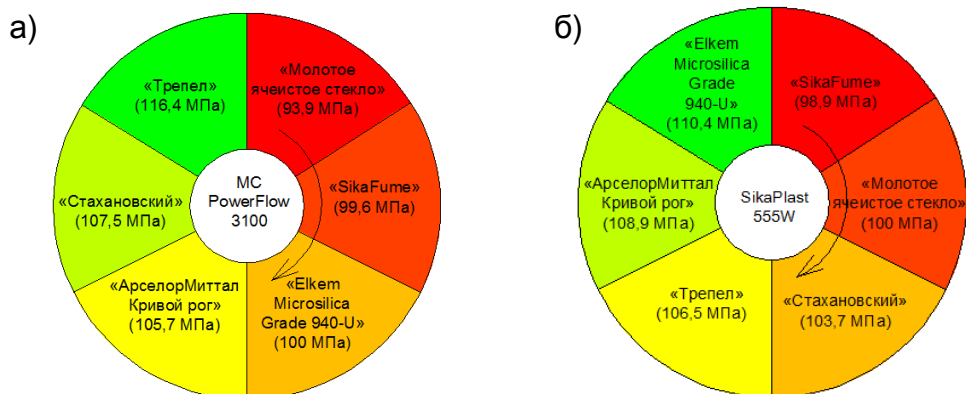 а)
«Трепел»
(116,4 МПа)
«Молотое
ячеистое стекло»
(93,9 МПа)
«Стахановский»
(107,5 МПа)
MC
PowerFlow
3100
«SikaFume»
(99,6 МПа)
«АрселорМиттал
Кривой рог»
(105,7 МПа)
«Elkem
Microsilica
Grade 940-U»
(100 МПа)
б)
«Elkem
Microsilica
Grade
940-U»
(110,4 МПа)
«SikaFume»
(98,9 МПа)
«АрселорМиттал
Кривой рог»
(108,9 МПа)
SikaPlast
555W
«Молотое
ячеистое стекло»
(100 МПа)
«Трепел»
(106,5 МПа)
«Стахановский»
(103,7 МПа)